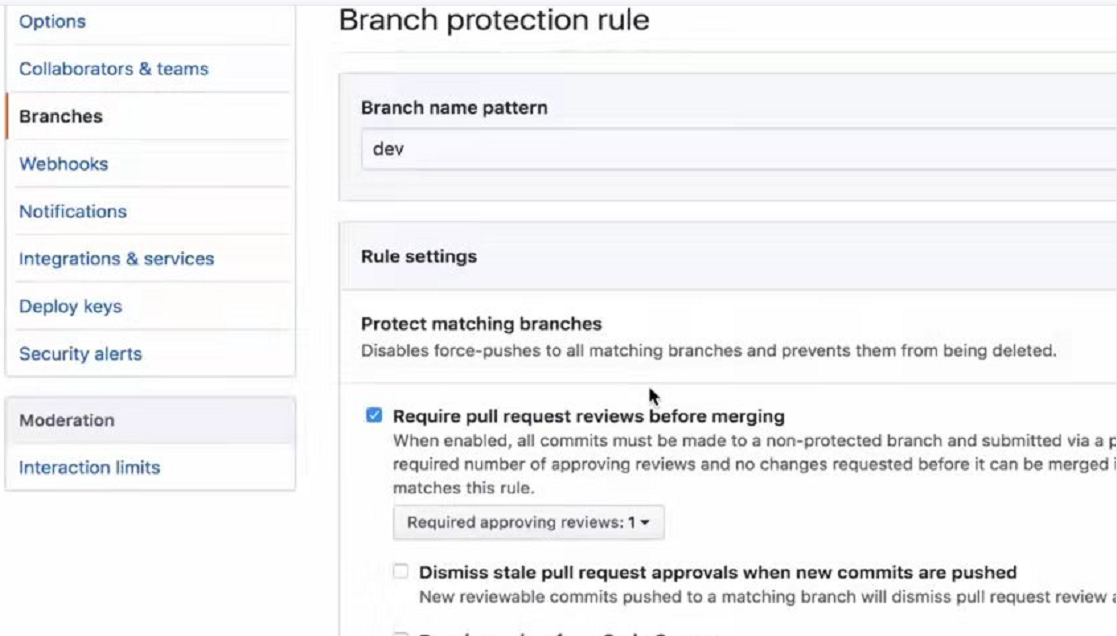 Options
Collaborators & teams
Branches
Webhooks
Notifications
Integrations & services
Deploy keys
Security alerts
Moderation
Interaction limits
Branch protection rule
Branch name pattern
dev
Rule settings
Protect matching branches
Disables force-pushes to all matching branches and prevents them from being deleted.
Require pull request reviews before merging
When enabled, all commits must be made to a non-protected branch and submitted via a
required number of approving reviews and no changes requested before it can be merged
matches this rule.
Required approving reviews: 1
Dismiss stale pull request approvals when new commits are pushed
New reviewable commits pushed to a matching branch will dismiss pull request review